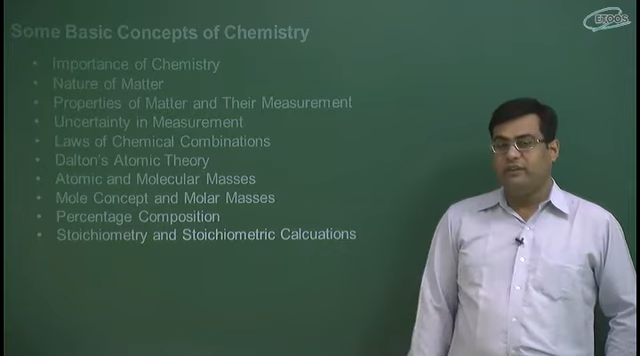 ETOOS
Some Basic Concepts of Chemistry
• Importance of Chemistry
• Nature of Matter
• Properties of Matter and Their Measurement
• Uncertainty in Measurement
• Laws of Chemical Combinations
• Dalton's Atomic Theory
• Atomic and Molecular Masses
• Mole Concept and Molar Masses
• Percentage Composition
• Stoichiometry and Stoichiometric Calcuations